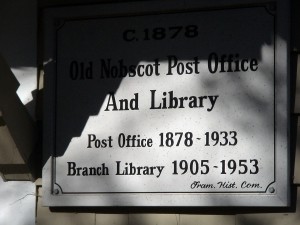 C. 1878
Old Nobscot Post Office
And Library
Post Office 1878-1933
Branch Library 1905-1953
Fram. Hist. Com.